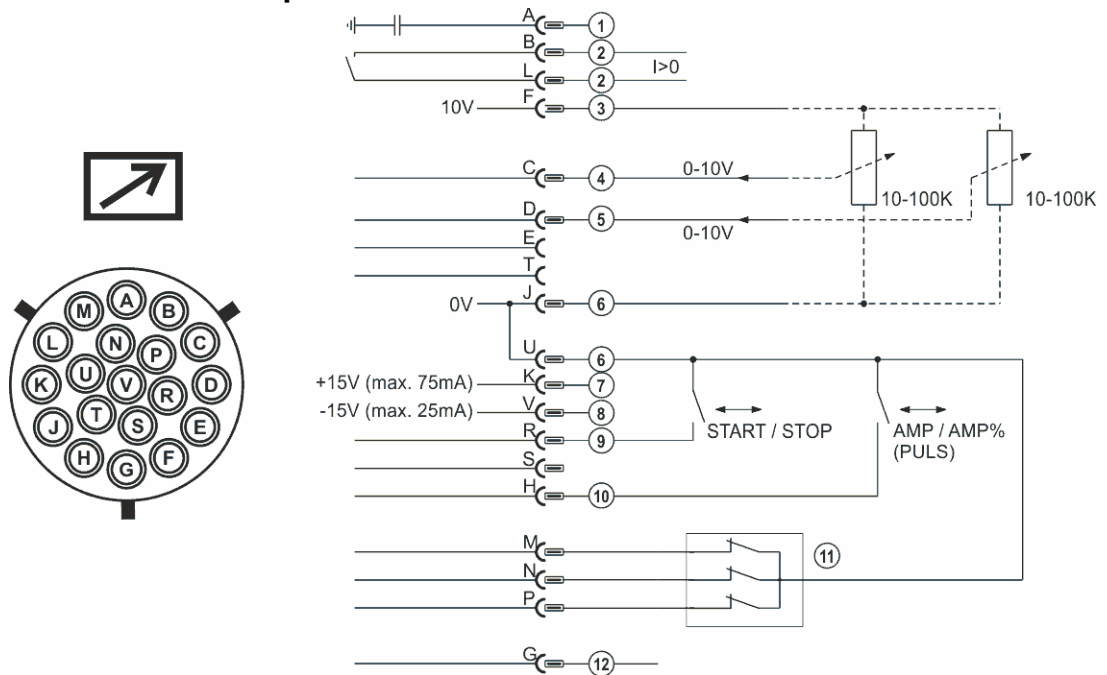 A
1
B
2
L
2
I>0
F
10V
3
C
4
0-10V
10-100K
10-100K
D
5
0-10V
E
T
J
0V
6
U
6
K
+15V (max. 75mA)
7
V
-15V (max. 25mA)
8
R
9
START / STOP
AMP / AMP%
(PULS)
S
H
10
M
11
N
P
G
12
A
M
B
L
N
P
C
K
U
V
R
D
J
T
S
E
H
G
F